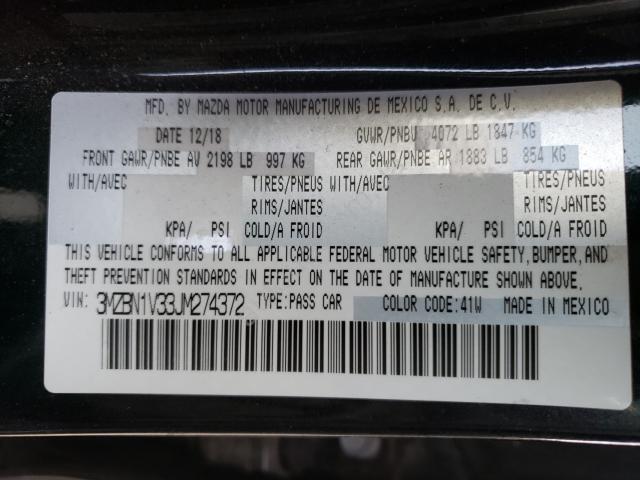 MFD. BY MAZDA MOTOR MANUFACTURING DE MEXICO S.A. DE C.V.
DATE 12/18 GVWR/PNBV 4072 LB 1847 KG
FRONT GAWR/PNBE AV 2198 LB 997 KG REAR GAWR/PNBE AR 1883 LB 854 KG
WITH/AVEC TIRES/PNEUS WITH/AVEC TIRES/PNEUS
RIMS/JANTES RIMS/JANTES
KPA/ PSI COLD/A FROID KPA/ PSI COLD/A FROID
THIS VEHICLE CONFORMS TO ALL APPLICABLE FEDERAL MOTOR VEHICLE SAFETY, BUMPER, AND
THEFT PREVENTION STANDARDS IN EFFECT ON THE DATE OF MANUFACTURE SHOWN ABOVE.
VIN: 3MZBN1V33JM274372 TYPE:PASS CAR COLOR CODE:41W MADE IN MEXICO